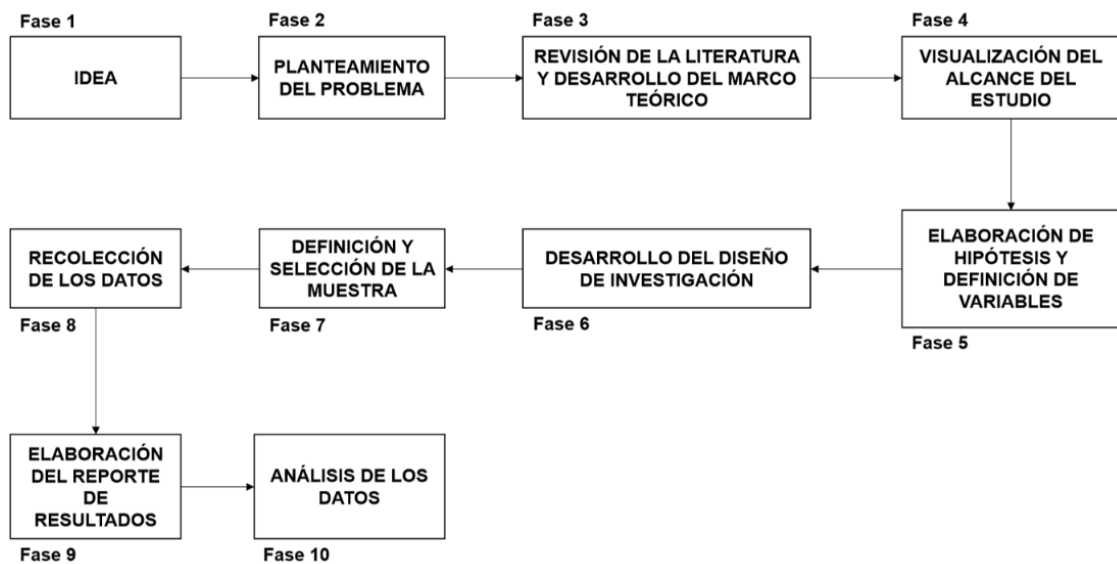 Fase 1
IDEA
Fase 2
PLANTEAMIENTO
DEL PROBLEMA
Fase 3
REVISIÓN DE LA LITERATURA
Y DESARROLLO DEL MARCO
TEÓRICO
Fase 4
VISUALIZACIÓN DEL
ALCANCE DEL
ESTUDIO
ELABORACIÓN DE
HIPÓTESIS Y
DEFINICIÓN DE
VARIABLES
Fase 5
DESARROLLO DEL DISEÑO
DE INVESTIGACIÓN
Fase 6
DEFINICIÓN Y
SELECCIÓN DE LA
MUESTRA
Fase 7
RECOLECCIÓN
DE LOS DATOS
Fase 8
ELABORACIÓN
DEL REPORTE
DE
RESULTADOS
Fase 9
ANÁLISIS DE LOS
DATOS
Fase 10